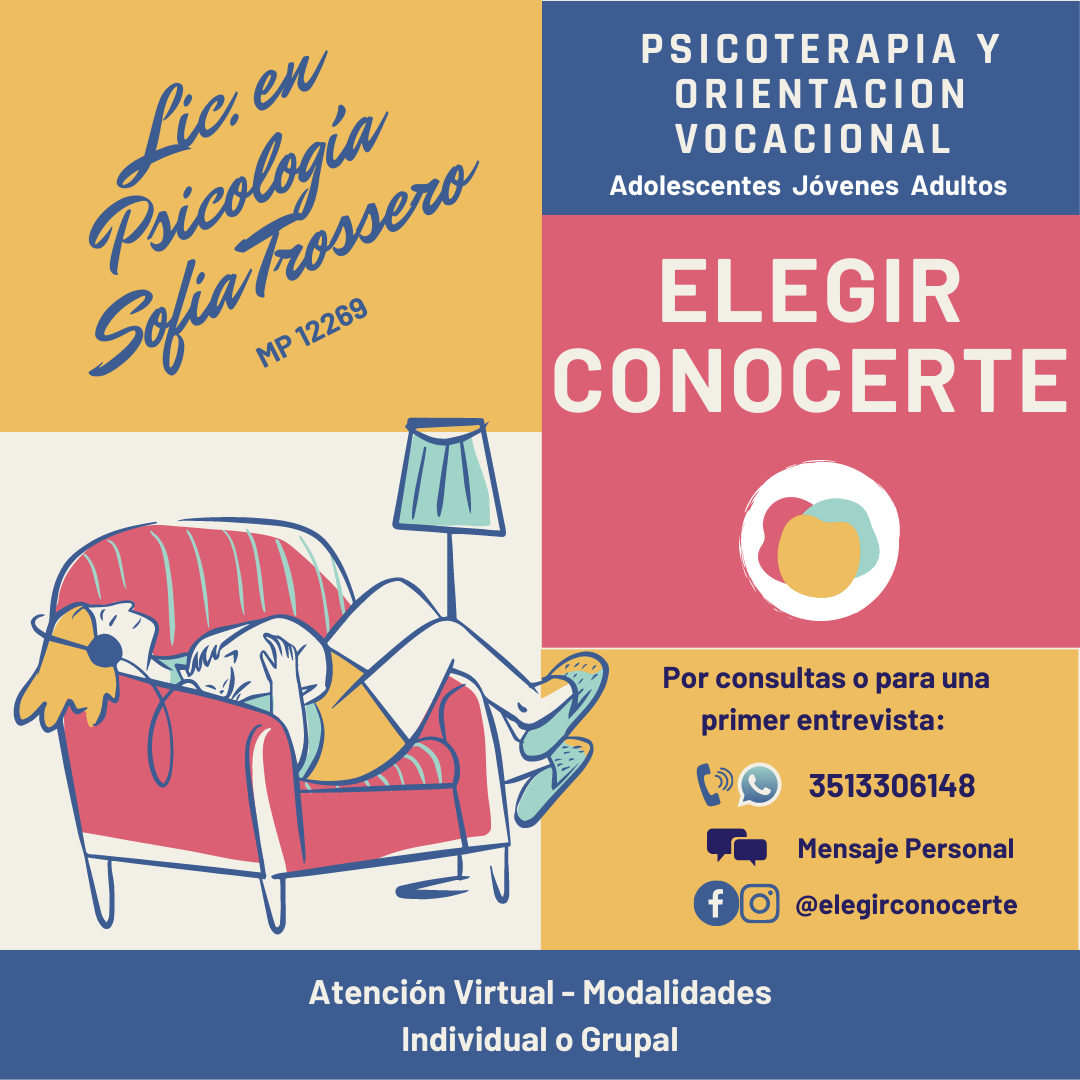 Lic. en
Psicología
Sofia Trossero
MP 12269
PSICOTERAPIA Y
ORIENTACION
VOCACIONAL
Adolescentes Jóvenes Adultos
ELEGIR
CONOCERTE
Por consultas o para una
primer entrevista:
3513306148
Mensaje Personal
@elegirconocerte
Atención Virtual - Modalidades
Individual o Grupal